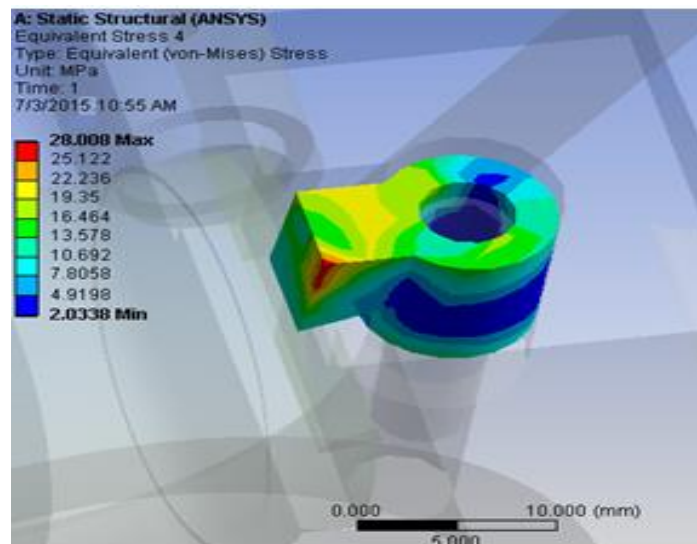 A: Static Structural (ANSYS)
Equivalent Stress 4
Type: Equivalent (von-Mises) Stress
Unit: MPa
Time: 1
7/3/2015 10:55 AM
28.008 Max
25.122
22.236
19.35
16.464
13.578
10.692
7.8058
4.9198
2.0338 Min
0.000 10.000 (mm)
5.000